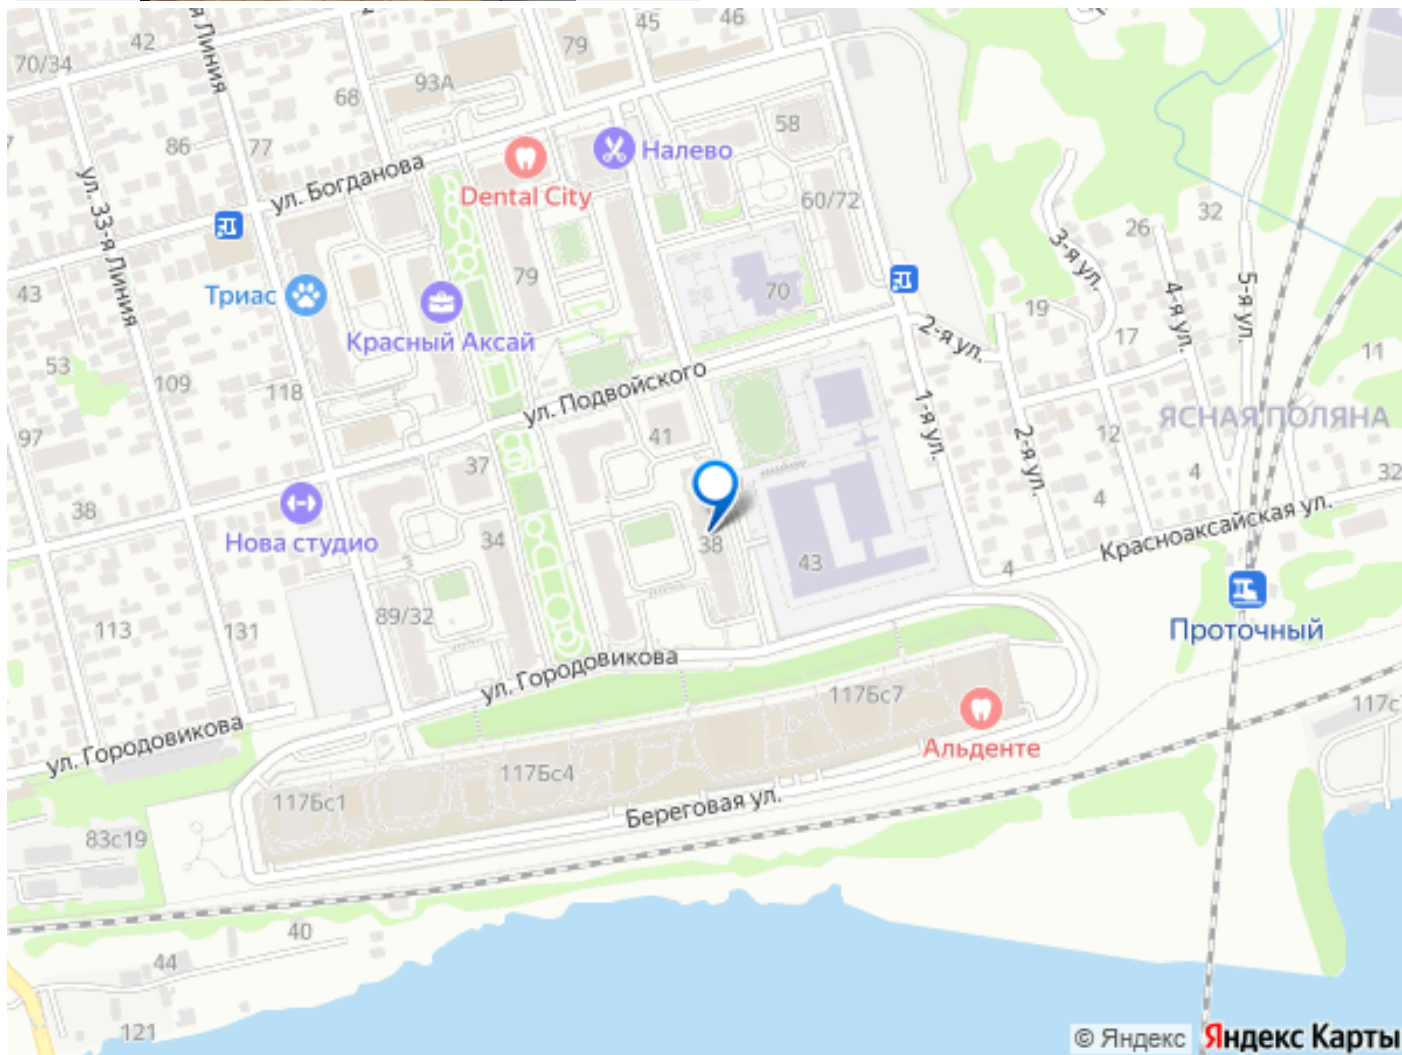 45
46
42
79
я Линия
70/34
93А
68
58
86
77
Налево
ул. Богданова
Dental City
60/72
32
26
ул. 33-я Линия
3-я ул.
79
70
43
Триас
5-я ул.
4-я ул.
19
2-я ул.
17
Красный Аксай
11
53
109
118
ул. Подвойского
1-я ул.
ЯСНАЯ ПОЛЯНА
97
41
12
2-я ул.
37
4
32
4
38
Нова студио
34
38
Красноаксайская ул.
43
4
89/32
113
131
Проточный
ул. Городовикова
117Бс7
117с
ул. Городовикова
Альденте
117Бс4
117Бс1
Береговая ул.
83с19
40
44
121
© Яндекс
Яндекс Карты